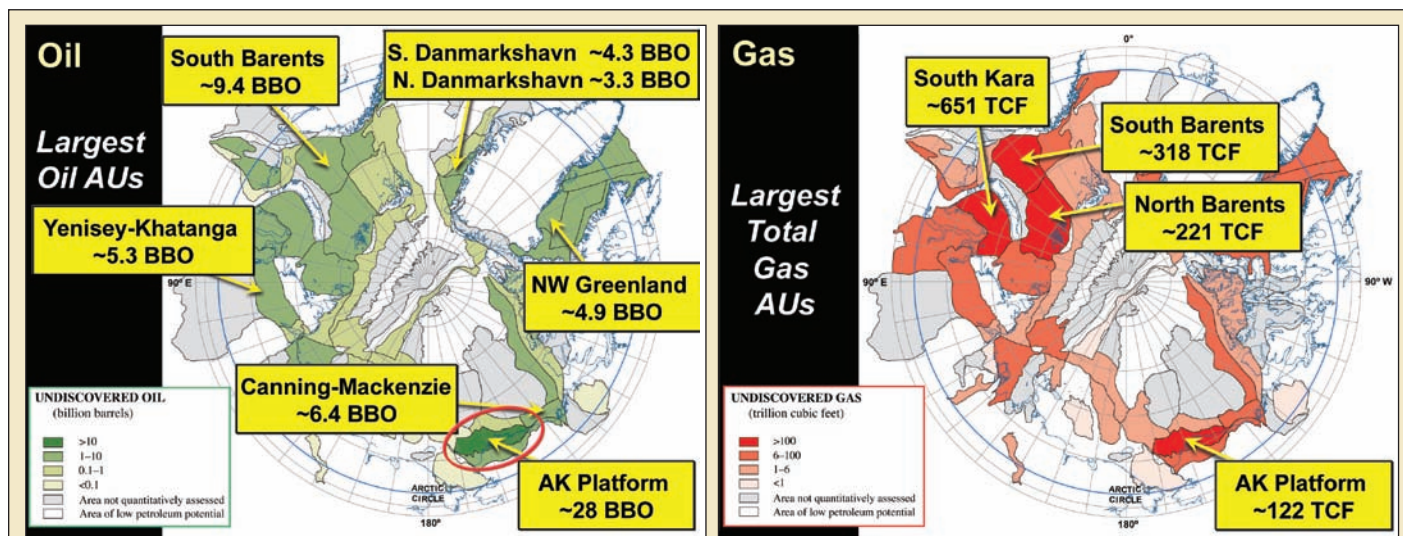 Oil
Largest
Oil AUs
South Barents
~9.4 BBO
S. Danmarkshavn ~4.3 BBO
N. Danmarkshavn ~3.3 BBO
Yenisey-Khatanga
~5.3 BBO
90° E
NW Greenland
~4.9 BBO
Canning-Mackenzie
~6.4 BBO
AK Platform
~28 BBO
ARCTIC
CIRCLE
180°
UNDISCOVERED OIL
(billion barrels)
>10
1–10
0.1–1
<0.1
Area not quantitatively assessed
Area of low petroleum potential
Gas
Largest
Total
Gas
AUs
0°
South Kara
~651 TCF
South Barents
~318 TCF
North Barents
~221 TCF
90° E
90° W
AK Platform
~122 TCF
ARCTIC
CIRCLE
180°
UNDISCOVERED GAS
(trillion cubic feet)
>100
6–100
1–6
<1
Area not quantitatively assessed
Area of low petroleum potential